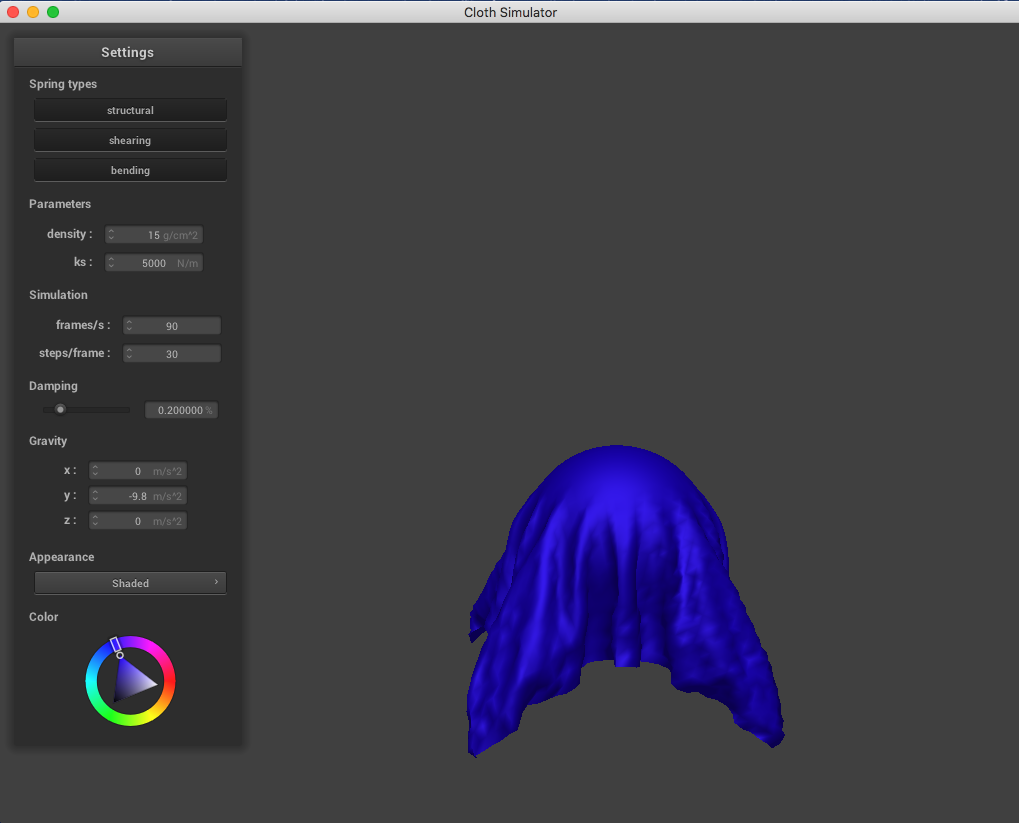 Cloth Simulator
Settings
Spring types
structural
shearing
bending
Parameters
density : 15 g/cm^2
ks : 5000 N/m
Simulation
frames/s : 90
steps/frame : 30
Damping
0.200000 %
Gravity
x : 0 m/s^2
y : -9.8 m/s^2
z : 0 m/s^2
Appearance
Shaded
Color